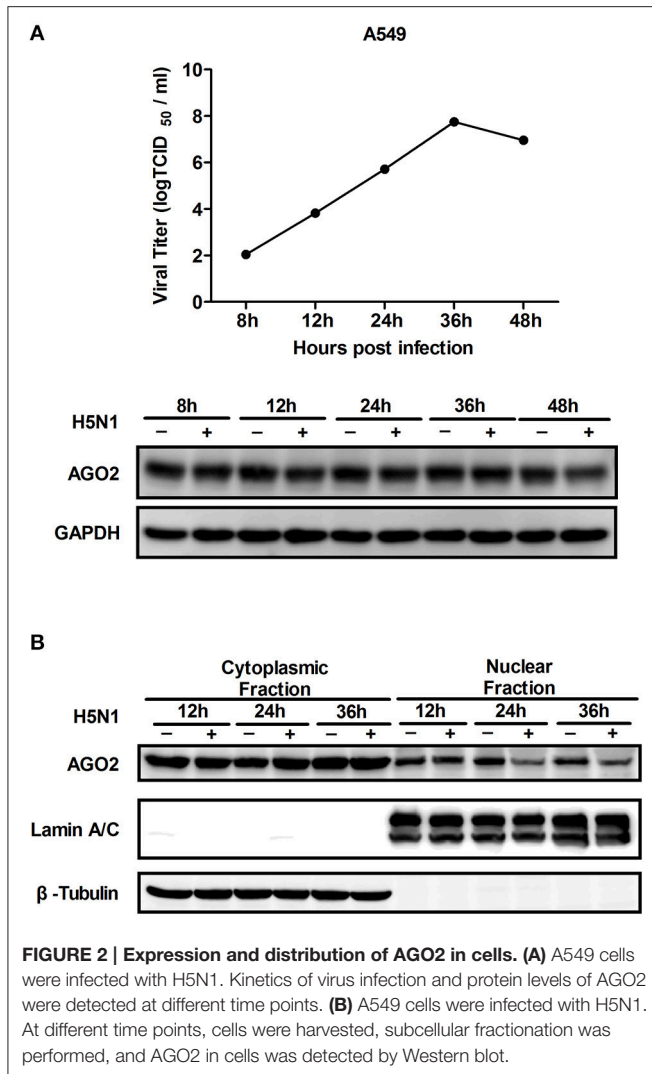 A
A549
Viral Titer (logTCID 50 / ml)
10
8
6
4
2
0
8h 12h 24h 36h 48h
Hours post infection
8h 12h 24h 36h 48h
H5N1 – + – + – + – + – +
AGO2
GAPDH
B
Cytoplasmic Fraction
Nuclear Fraction
12h 24h 36h 12h 24h 36h
H5N1 – + – + – + – + – + – +
AGO2
Lamin A/C
β -Tubulin
FIGURE 2 | Expression and distribution of AGO2 in cells. (A) A549 cells
were infected with H5N1. Kinetics of virus infection and protein levels of AGO2
were detected at different time points. (B) A549 cells were infected with H5N1.
At different time points, cells were harvested, subcellular fractionation was
performed, and AGO2 in cells was detected by Western blot.